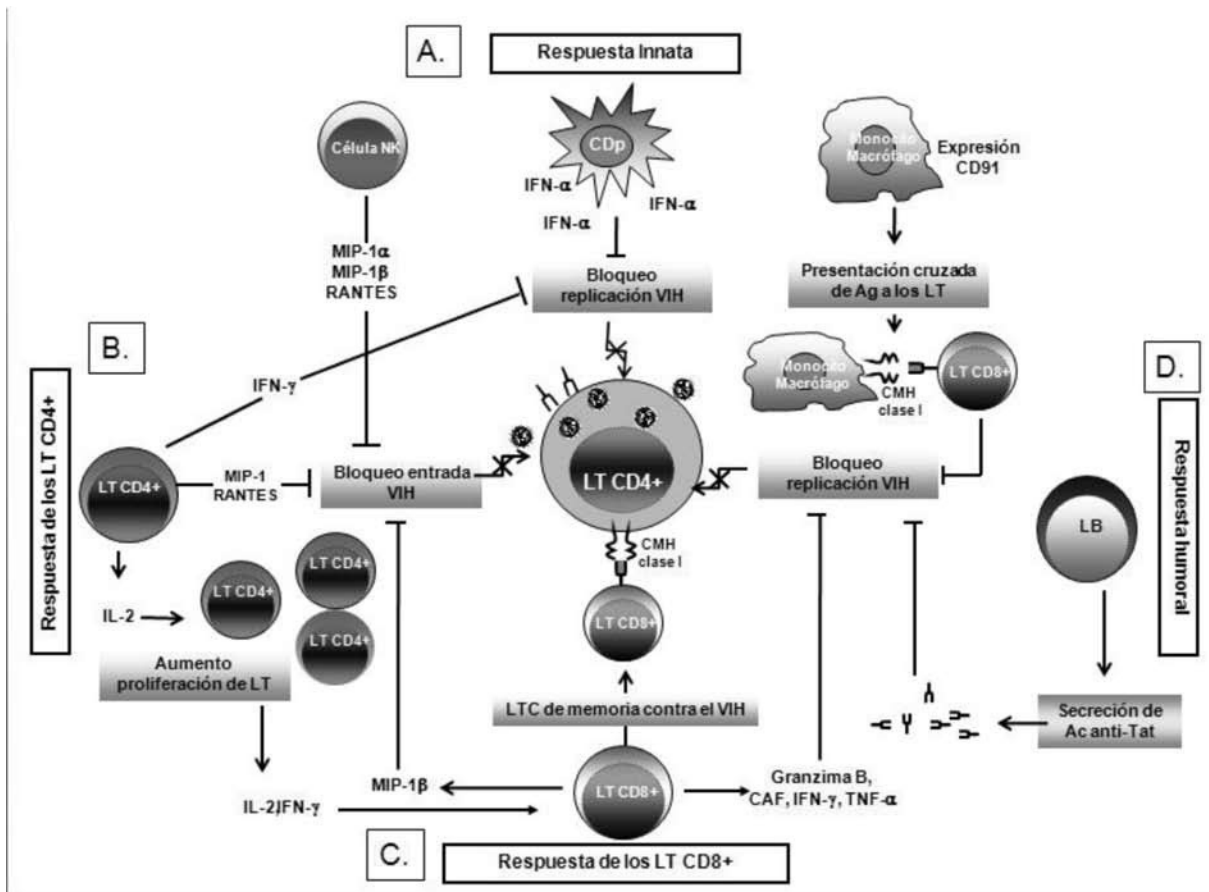 A.
Respuesta Innata
Célula NK
CDp
IFN-α
IFN-α
IFN-α
Monocito
Macrófago
Expresión
CD91
MIP-1α
MIP-1β
RANTES
Bloqueo
replicación VIH
Presentación cruzada
de Ag a los LT
B.
Respuesta de los LT CD4+
IFN-γ
LT CD4+
MIP-1
RANTES
Bloqueo entrada
VIH
LT CD4+
Monocito
Macrófago
CMH
clase I
LT CD8+
Bloqueo
replicación VIH
D.
Respuesta humoral
LB
CMH
clase I
LT CD8+
IL-2
LT CD4+
LT CD4+
LT CD4+
Aumento
proliferación de LT
LTC de memoria contra el VIH
Secreción de
Ac anti-Tat
IL-2,IFN-γ
MIP-1β
LT CD8+
Granzima B,
CAF, IFN-γ, TNF-α
C.
Respuesta de los LT CD8+